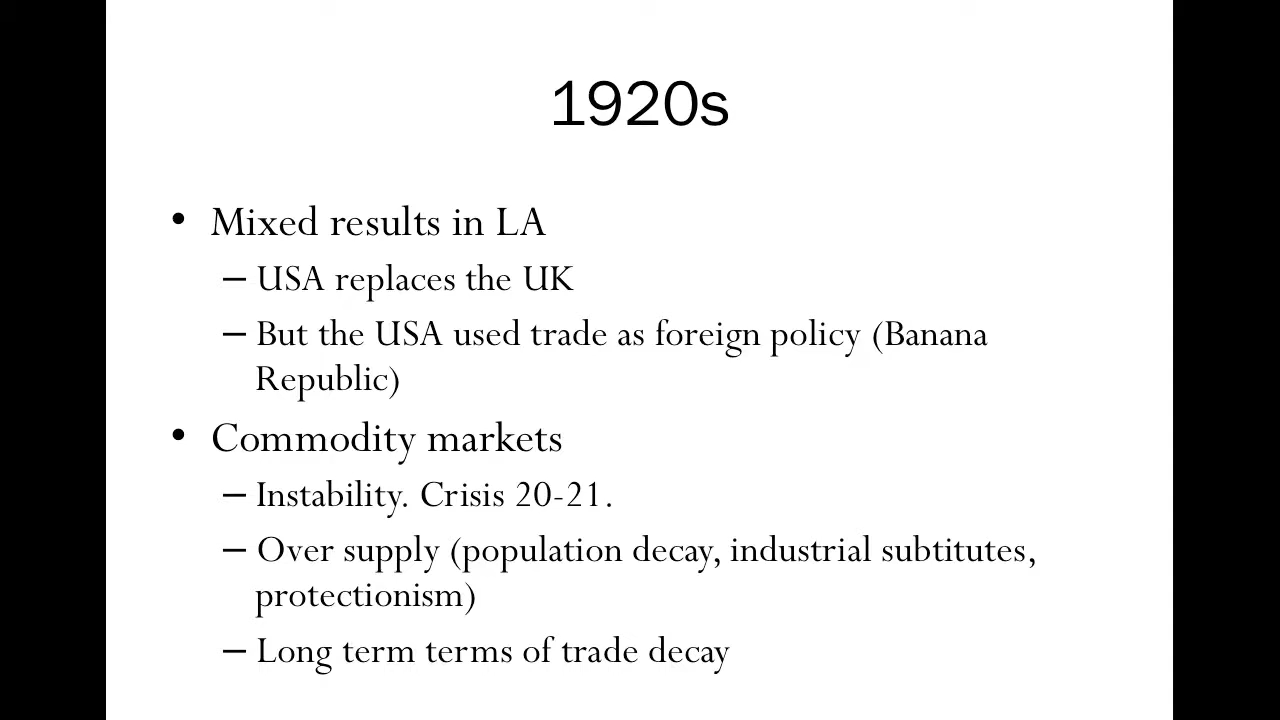 1920s
• Mixed results in LA
– USA replaces the UK
– But the USA used trade as foreign policy (Banana
Republic)
• Commodity markets
– Instability. Crisis 20-21.
– Over supply (population decay, industrial subtitutes,
protectionism)
– Long term terms of trade decay